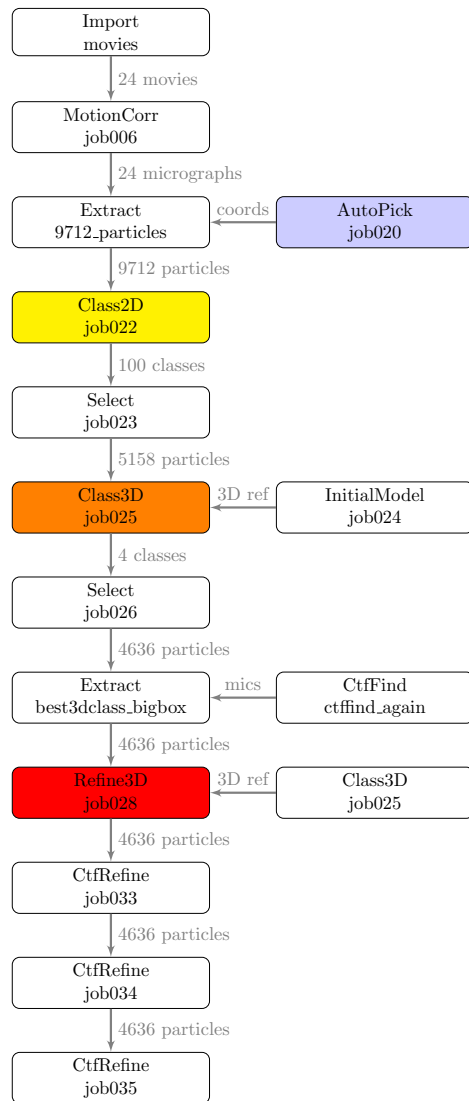 Import
movies
24 movies
MotionCorr
job006
24 micrographs
Extract
9712_particles
coords
AutoPick
job020
9712 particles
Class2D
job022
100 classes
Select
job023
5158 particles
Class3D
job025
3D ref
InitialModel
job024
4 classes
Select
job026
4636 particles
Extract
best3dclass_bigbox
mics
CtfFind
ctffind_again
4636 particles
Refine3D
job028
3D ref
Class3D
job025
4636 particles
CtfRefine
job033
4636 particles
CtfRefine
job034
4636 particles
CtfRefine
job035